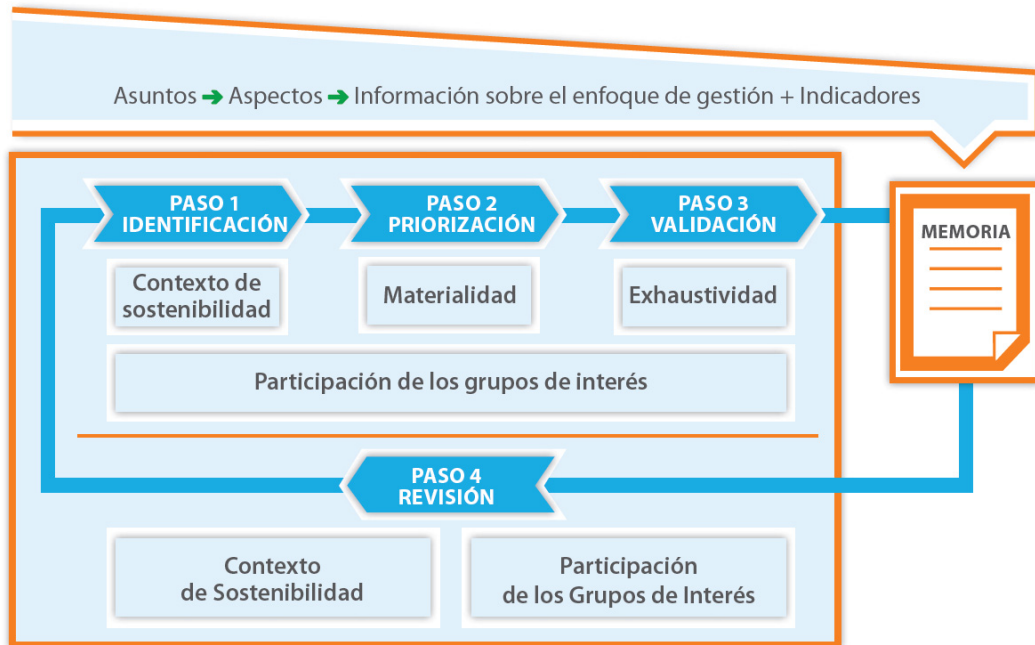 Asuntos ➔ Aspectos ➔ Información sobre el enfoque de gestión + Indicadores
PASO 1
IDENTIFICACIÓN
PASO 2
PRIORIZACIÓN
PASO 3
VALIDACIÓN
MEMORIA
Contexto de
sostenibilidad
Materialidad
Exhaustividad
Participación de los grupos de interés
PASO 4
REVISIÓN
Contexto
de Sostenibilidad
Participación
de los Grupos de Interés